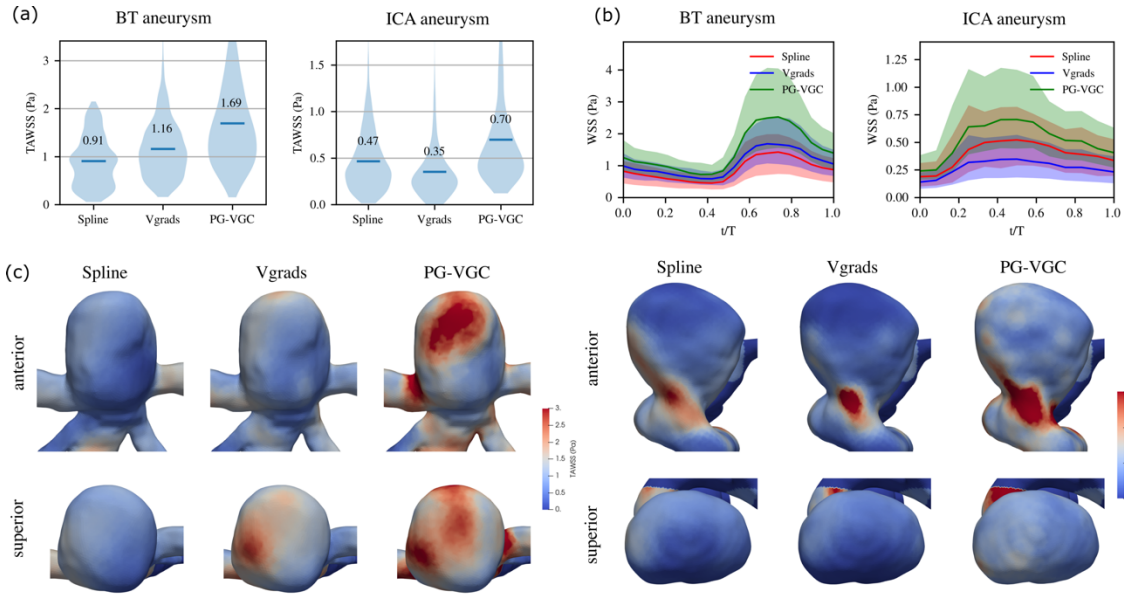 (a)
BT aneurysm
ICA aneurysm
TAWSS (Pa)
3
2
1
0
0.91
1.16
1.69
Spline
Vgrads
PG-VGC
TAWSS (Pa)
1.5
1.0
0.5
0.0
0.47
0.35
0.70
Spline
Vgrads
PG-VGC
(b)
BT aneurysm
ICA aneurysm
WSS (Pa)
4
3
2
1
0
Spline
Vgrads
PG-VGC
0.0
0.2
0.4
0.6
0.8
1.0
t/T
WSS (Pa)
1.25
1.00
0.75
0.50
0.25
0.00
Spline
Vgrads
PG-VGC
0.0
0.2
0.4
0.6
0.8
1.0
t/T
(c)
Spline
Vgrads
PG-VGC
anterior
superior
3.
2.5
2
1.5
1
0.5
0.
TAWSS (Pa)
Spline
Vgrads
PG-VGC
anterior
superior